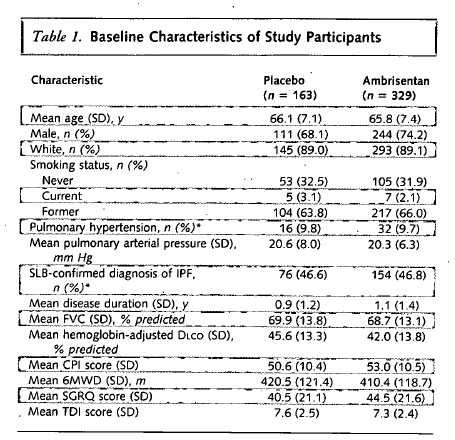 Table 1. Baseline Characteristics of Study Participants
Characteristic Placebo Ambrisentan
(n = 163) (n = 329)
Mean age (SD), y 66.1 (7.1) 65.8 (7.4)
Male, n (%) 111 (68.1) 244 (74.2)
White, n (%) 145 (89.0) 293 (89.1)
Smoking status, n (%)
Never 53 (32.5) 105 (31.9)
Current 5 (3.1) 7 (2.1)
Former 104 (63.8) 217 (66.0)
Pulmonary hypertension, n (%)* 16 (9.8) 32 (9.7)
Mean pulmonary arterial pressure (SD), 20.6 (8.0) 20.3 (6.3)
mm Hg
SLB-confirmed diagnosis of IPF, 76 (46.6) 154 (46.8)
n (%)*
Mean disease duration (SD), y 0.9 (1.2) 1.1 (1.4)
Mean FVC (SD), % predicted 69.9 (13.8) 68.7 (13.1)
Mean hemoglobin-adjusted DLCO (SD), 45.6 (13.3) 42.0 (13.8)
% predicted
Mean CPI score (SD) 50.6 (10.4) 53.0 (10.5)
Mean 6MWD (SD), m 420.5 (121.4) 410.4 (118.7)
Mean SGRQ score (SD) 40.5 (21.1) 44.5 (21.6)
Mean TDI score (SD) 7.6 (2.5) 7.3 (2.4)